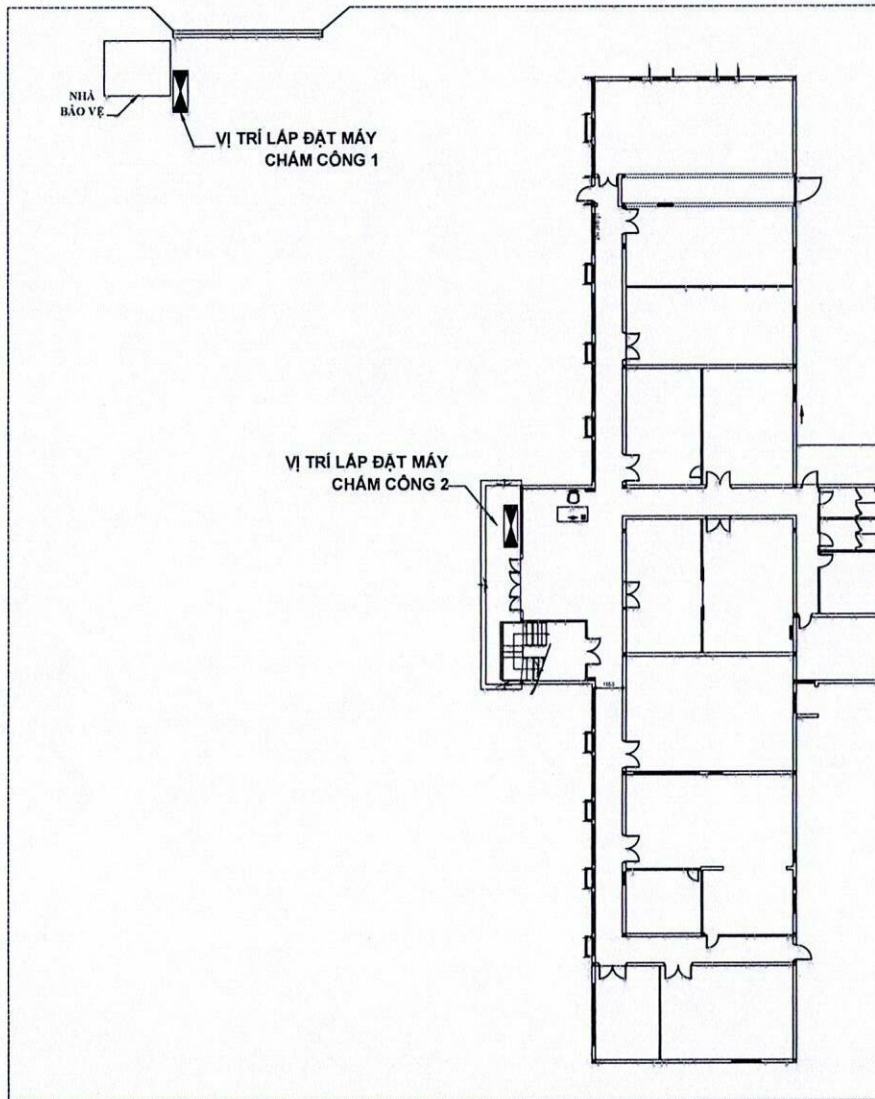 NHÀ
BẢO VỆ
VỊ TRÍ LẮP ĐẶT MÁY
CHẤM CÔNG 1
VỊ TRÍ LẮP ĐẶT MÁY
CHẤM CÔNG 2